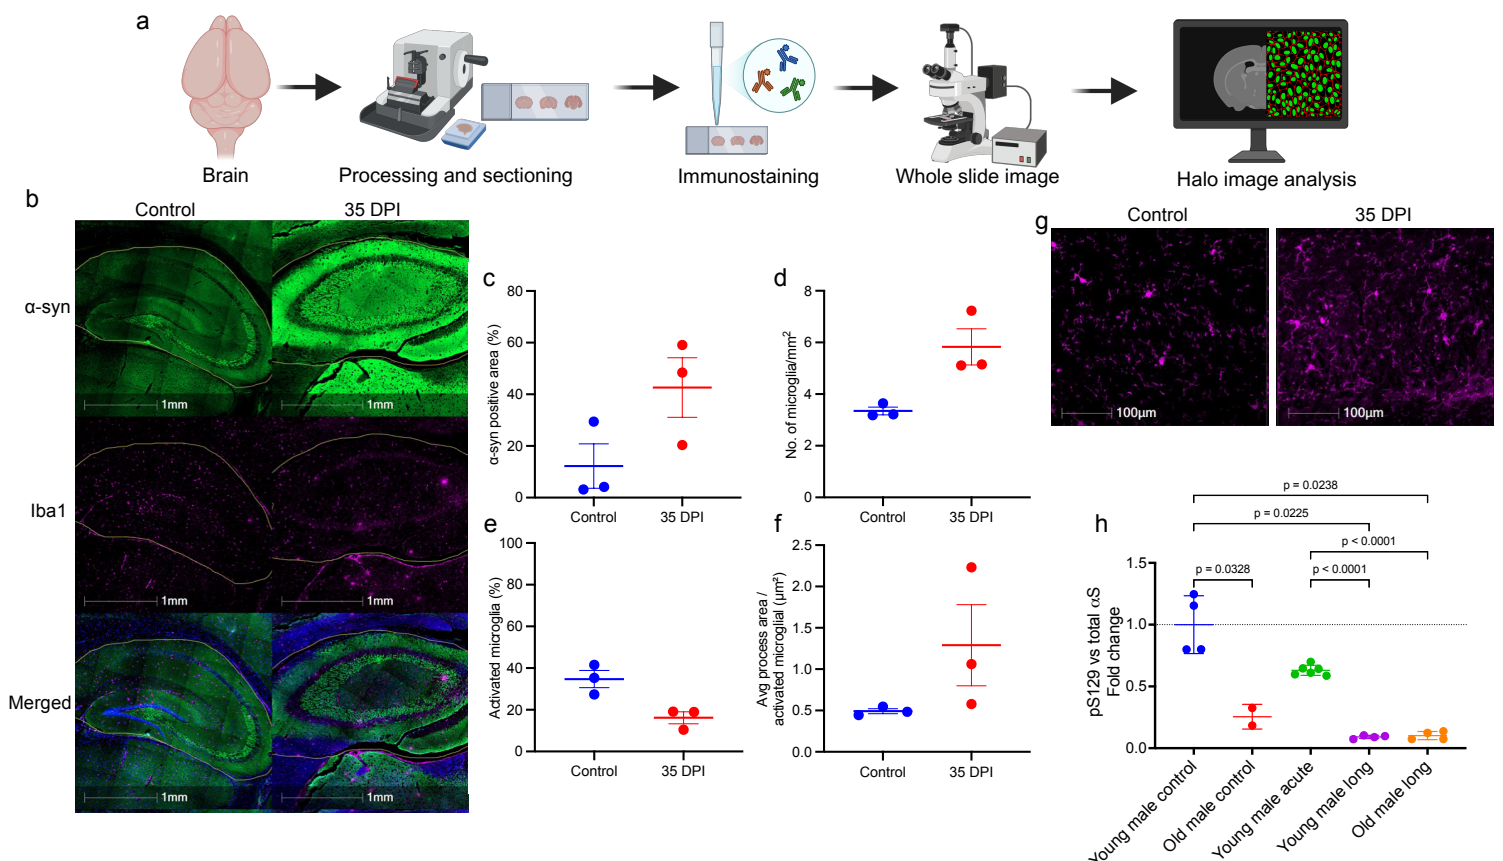 a
Brain
Processing and sectioning
Immunostaining
Whole slide image
Halo image analysis
b
Control
35 DPI
α-syn
1mm
1mm
Iba1
1mm
1mm
Merged
1mm
1mm
c
α-syn positive area (%)
80
60
40
20
0
Control
35 DPI
d
No. of microglia/mm²
8
6
4
2
0
Control
35 DPI
e
Activated microglia (%)
100
80
60
40
20
0
Control
35 DPI
f
Avg process area /
activated microglial (μm²)
2.5
2.0
1.5
1.0
0.5
0.0
Control
35 DPI
g
Control
35 DPI
100μm
100μm
h
p = 0.0238
p = 0.0225
p < 0.0001
p = 0.0328
p < 0.0001
pS129 vs total αS
Fold change
1.5
1.0
0.5
0.0
Young male control
Old male control
Young male acute
Young male long
Old male long